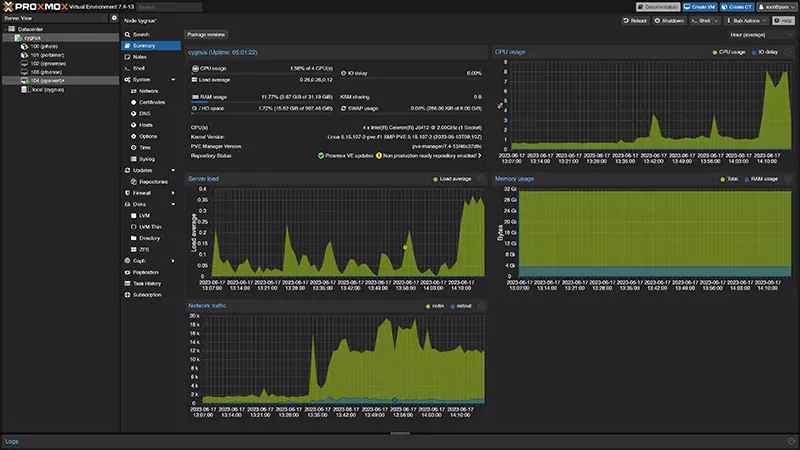 PROXMOX Virtual Environment 7.4-13 Search Documentation Create VM Create CT root@pam
Server View Node 'cygnus' Reboot Shutdown Shell Bulk Actions Help
Datacenter
cygnus
100 (pihole)
101 (portainer)
102 (opnsense)
103 (pfsense)
104 (openwrt)
local (cygnus)
Search
Summary
Notes
Shell
System
Network
Certificates
DNS
Hosts
Options
Time
Syslog
Updates
Repositories
Firewall
Disks
LVM
LVM-Thin
Directory
ZFS
Ceph
Replication
Task History
Subscription
Package versions Hour (average)
cygnus (Uptime: 05:01:22)
CPU usage 1.56% of 4 CPU(s) IO delay 0.00%
Load average 0.26,0.26,0.12
RAM usage 11.77% (3.67 GiB of 31.19 GiB) KSM sharing 0 B
/ HD space 1.72% (15.62 GiB of 907.46 GiB) SWAP usage 0.00% (256.00 KiB of 8.00 GiB)
CPU(s) 4 x Intel(R) Celeron(R) J6412 @ 2.00GHz (1 Socket)
Kernel Version Linux 5.15.107-2-pve #1 SMP PVE 5.15.107-2 (2023-05-10T09:10Z)
PVE Manager Version pve-manager/7.4-13/46c37d9c
Repository Status Proxmox VE updates Non production-ready repository enabled!
CPU usage
CPU usage IO delay
9
8
7
6
5
4
3
2
1
0
%
2023-06-17 2023-06-17 2023-06-17 2023-06-17 2023-06-17 2023-06-17 2023-06-17 2023-06-17 2023-06-17 2023-06-17
13:07:00 13:14:00 13:21:00 13:28:00 13:35:00 13:42:00 13:49:00 13:56:00 14:03:00 14:10:00
Server load
Load average
0.4
0.35
0.3
0.25
0.2
0.15
0.1
0.05
0
Load average
2023-06-17 2023-06-17 2023-06-17 2023-06-17 2023-06-17 2023-06-17 2023-06-17 2023-06-17 2023-06-17 2023-06-17
13:07:00 13:14:00 13:21:00 13:28:00 13:35:00 13:42:00 13:49:00 13:56:00 14:03:00 14:10:00
Memory usage
Total RAM usage
32 Gi
28 Gi
24 Gi
20 Gi
16 Gi
12 Gi
8 Gi
4 Gi
0
Bytes
2023-06-17 2023-06-17 2023-06-17 2023-06-17 2023-06-17 2023-06-17 2023-06-17 2023-06-17 2023-06-17 2023-06-17
13:07:00 13:14:00 13:21:00 13:28:00 13:35:00 13:42:00 13:49:00 13:56:00 14:03:00 14:10:00
Network traffic
netin netout
20 k
18 k
16 k
14 k
12 k
10 k
8 k
6 k
4 k
2 k
0
2023-06-17 2023-06-17 2023-06-17 2023-06-17 2023-06-17 2023-06-17 2023-06-17 2023-06-17 2023-06-17 2023-06-17
13:07:00 13:14:00 13:21:00 13:28:00 13:35:00 13:42:00 13:49:00 13:56:00 14:03:00 14:10:00
Logs